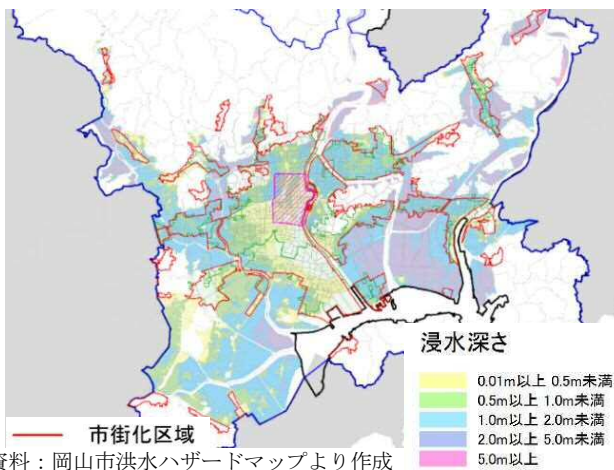 浸水深さ
0.01m以上 0.5m未満
0.5m以上 1.0m未満
1.0m以上 2.0m未満
2.0m以上 5.0m未満
5.0m以上
市街化区域
資料：岡山市洪水ハザードマップより作成